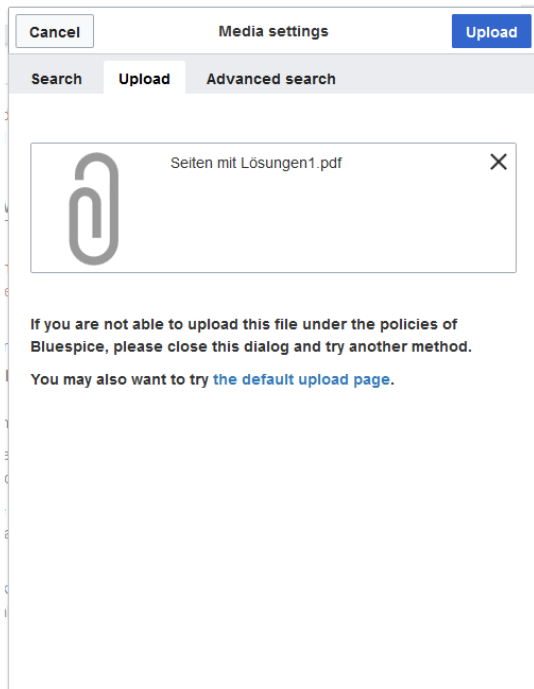 Cancel
Media settings
Upload
Search
Upload
Advanced search
Seiten mit Lösungen1.pdf
If you are not able to upload this file under the policies of
Bluespice, please close this dialog and try another method.
You may also want to try the default upload page.